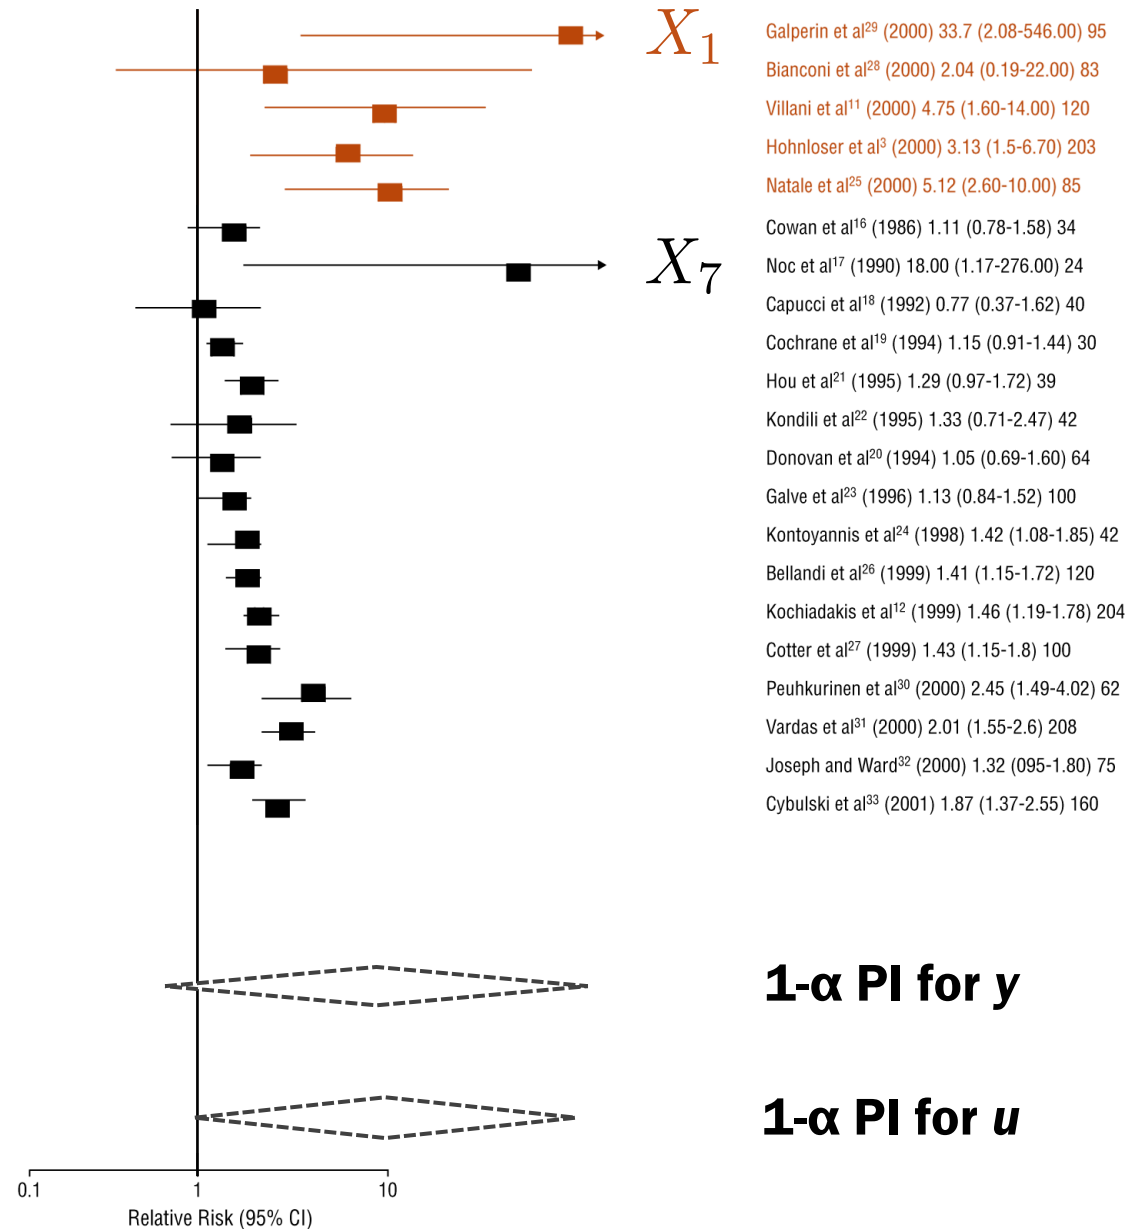 X₁
Galperin et al²⁹ (2000) 33.7 (2.08-546.00) 95
Bianconi et al²⁸ (2000) 2.04 (0.19-22.00) 83
Villani et al¹¹ (2000) 4.75 (1.60-14.00) 120
Hohnloser et al³ (2000) 3.13 (1.5-6.70) 203
Natale et al²⁵ (2000) 5.12 (2.60-10.00) 85
Cowan et al¹⁶ (1986) 1.11 (0.78-1.58) 34
X₇
Noc et al¹⁷ (1990) 18.00 (1.17-276.00) 24
Capucci et al¹⁸ (1992) 0.77 (0.37-1.62) 40
Cochrane et al¹⁹ (1994) 1.15 (0.91-1.44) 30
Hou et al²¹ (1995) 1.29 (0.97-1.72) 39
Kondili et al²² (1995) 1.33 (0.71-2.47) 42
Donovan et al²⁰ (1994) 1.05 (0.69-1.60) 64
Galve et al²³ (1996) 1.13 (0.84-1.52) 100
Kontoyannis et al²⁴ (1998) 1.42 (1.08-1.85) 42
Bellandi et al²⁶ (1999) 1.41 (1.15-1.72) 120
Kochiadakis et al¹² (1999) 1.46 (1.19-1.78) 204
Cotter et al²⁷ (1999) 1.43 (1.15-1.8) 100
Peuhkurinen et al³⁰ (2000) 2.45 (1.49-4.02) 62
Vardas et al³¹ (2000) 2.01 (1.55-2.6) 208
Joseph and Ward³² (2000) 1.32 (095-1.80) 75
Cybulski et al³³ (2001) 1.87 (1.37-2.55) 160
1-α PI for y
1-α PI for u
0.1 1 10
Relative Risk (95% CI)